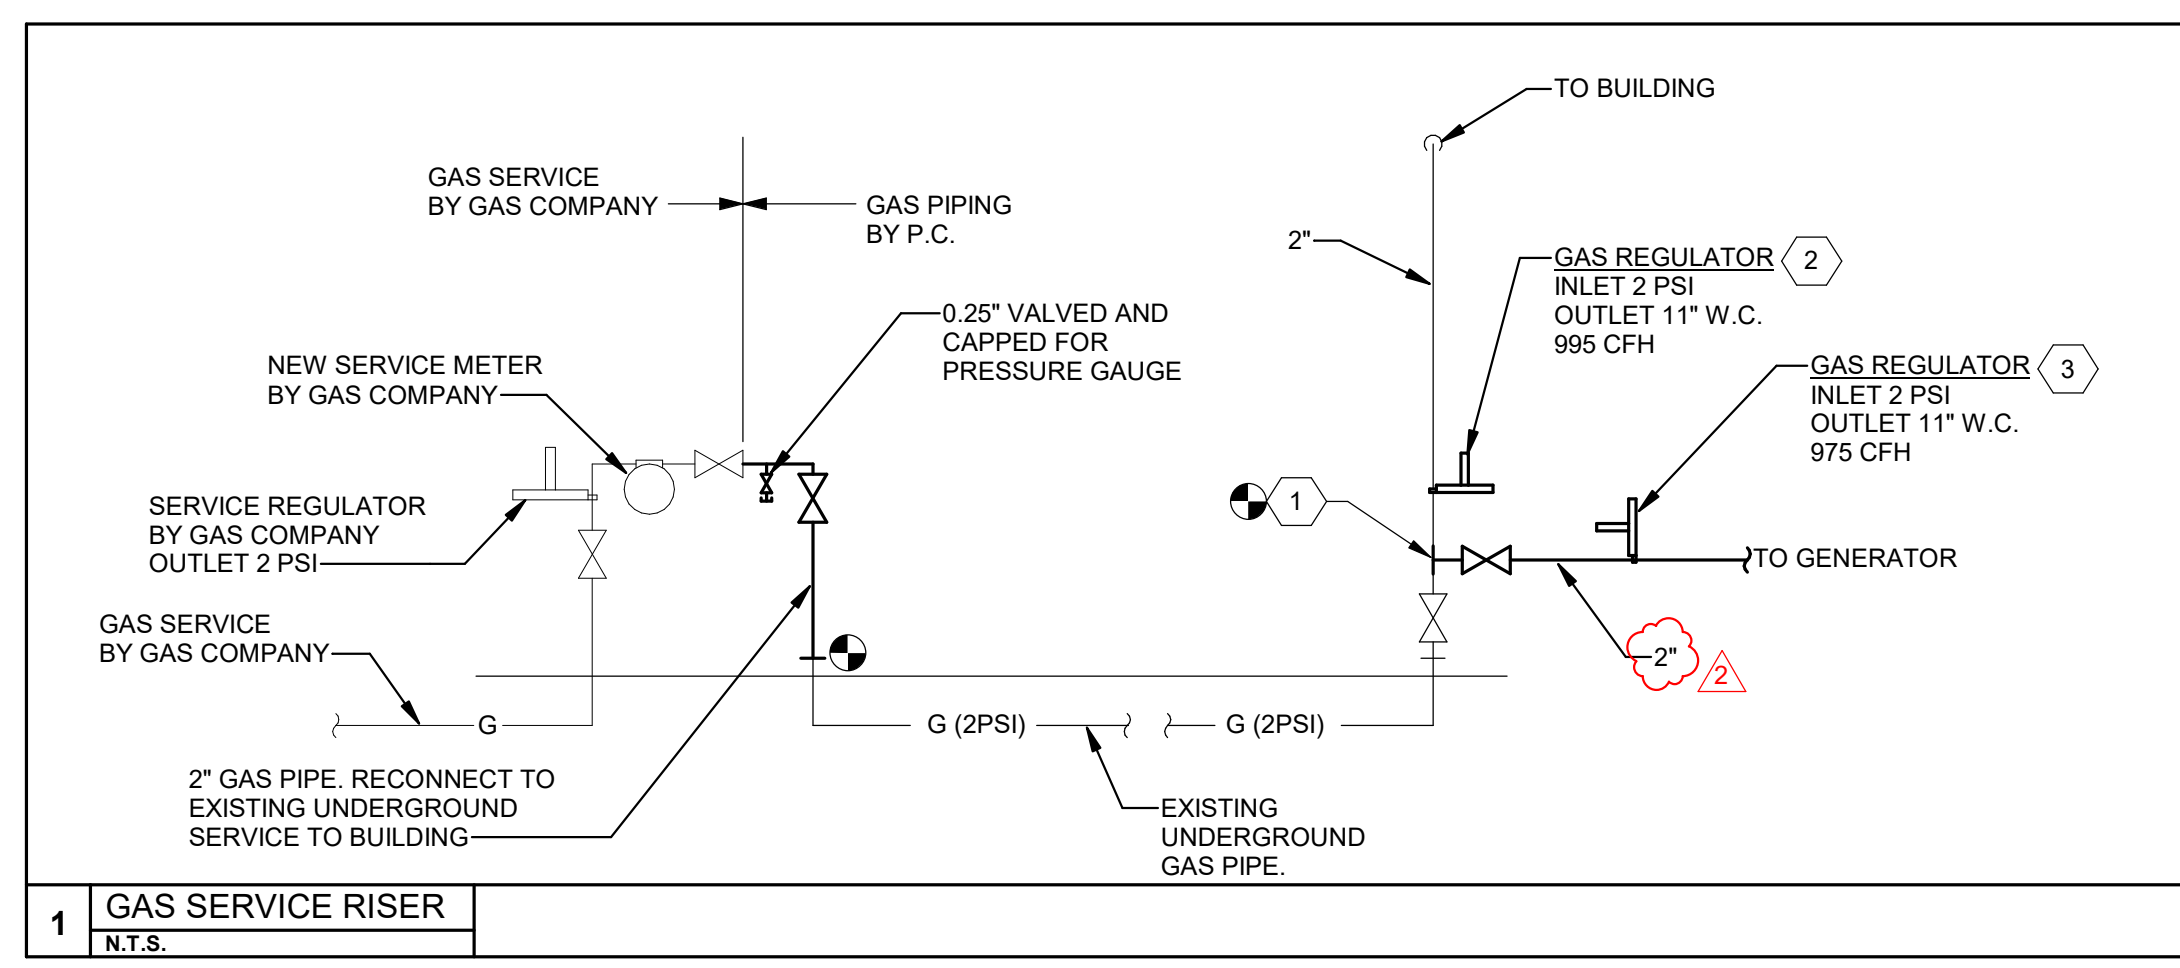 TO BUILDING
GAS SERVICE
BY GAS COMPANY
GAS PIPING
BY P.C.
2"
GAS REGULATOR 2
INLET 2 PSI
OUTLET 11" W.C.
995 CFH
0.25" VALVED AND
CAPPED FOR
PRESSURE GAUGE
NEW SERVICE METER
BY GAS COMPANY
GAS REGULATOR 3
INLET 2 PSI
OUTLET 11" W.C.
975 CFH
SERVICE REGULATOR
BY GAS COMPANY
OUTLET 2 PSI
1
TO GENERATOR
GAS SERVICE
BY GAS COMPANY
2"
2
G
G (2PSI)
G (2PSI)
2" GAS PIPE. RECONNECT TO
EXISTING UNDERGROUND
SERVICE TO BUILDING
EXISTING
UNDERGROUND
GAS PIPE.
1
GAS SERVICE RISER
N.T.S.